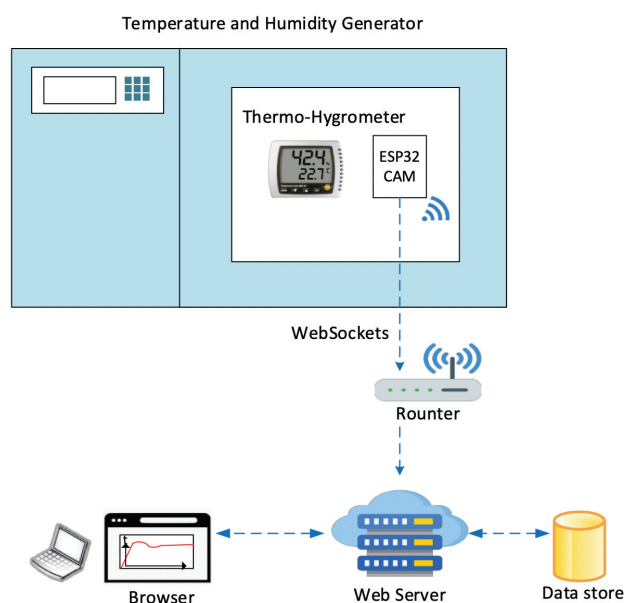 Temperature and Humidity Generator
Thermo-Hygrometer
42.4 %
22.7 °C
ESP32
CAM
WebSockets
Rounter
Browser
Web Server
Data store